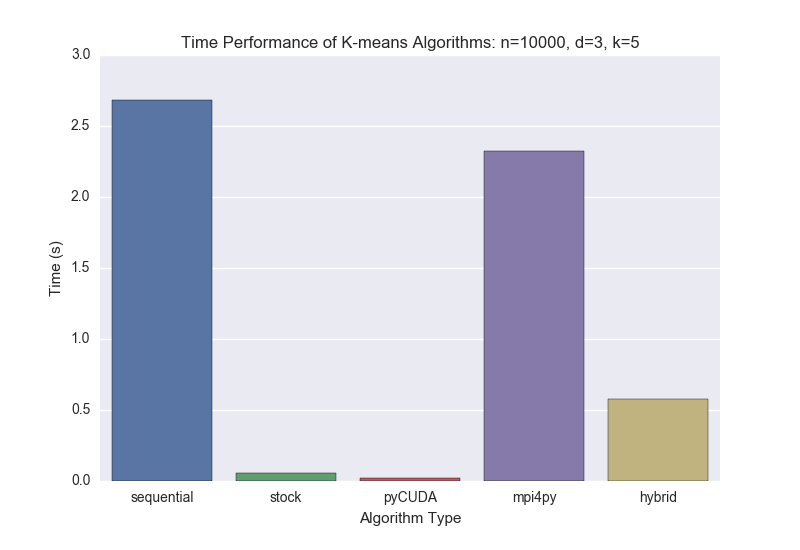 Time Performance of K-means Algorithms: n=10000, d=3, k=5
3.0
2.5
2.0
1.5
1.0
0.5
0.0
Time (s)
sequential stock pyCUDA mpi4py hybrid
Algorithm Type